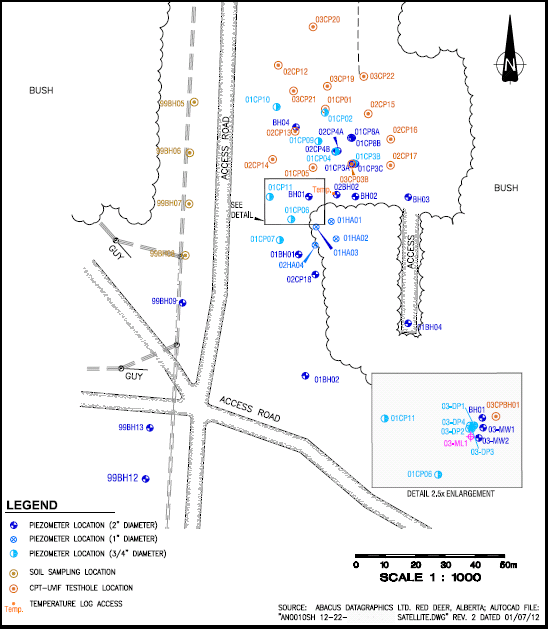 03CP20
N
BUSH
02CP12
03CP19
03CP22
03CP21
99BH05
01CP10
01CP01
01CP02
02CP15
ACCESS ROAD
BH04
02CP13
02CP4A
01CP8A
01CP8B
02CP16
01CP09
02CP4B
01CP04
01CP3B
99BH06
02CP14
01CP05
01CP3A
01CP3C
02CP17
03CP03B
Temp.
02BH02
01CP11
BH01
BH02
BH03
BUSH
99BH07
SEE
DETAIL
01CP06
01HA01
01CP07
01HA02
ACCESS
GUY
99BH08
01BH01
01HA03
02HA04
02CP18
99BH09
01BH04
GUY
01BH02
ACCESS ROAD
99BH13
99BH12
03-DP1
BH01
03CPBH01
01CP11
03-DP4
03-DP2
03-MW1
03-ML1
03-MW2
03-DP3
01CP06
DETAIL 2.5x ENLARGEMENT
LEGEND
PIEZOMETER LOCATION (2" DIAMETER)
PIEZOMETER LOCATION (1" DIAMETER)
PIEZOMETER LOCATION (3/4" DIAMETER)
SOIL SAMPLING LOCATION
CPT-UVIF TESTHOLE LOCATION
Temp. TEMPERATURE LOG ACCESS
0 10 20 30 40 50m
SCALE 1 : 1000
SOURCE: ABACUS DATAGRAPHICS LTD. RED DEER, ALBERTA; AUTOCAD FILE:
"AN0010SH 12-22- SATELLITE.DWG" REV. 2 DATED 01/07/12